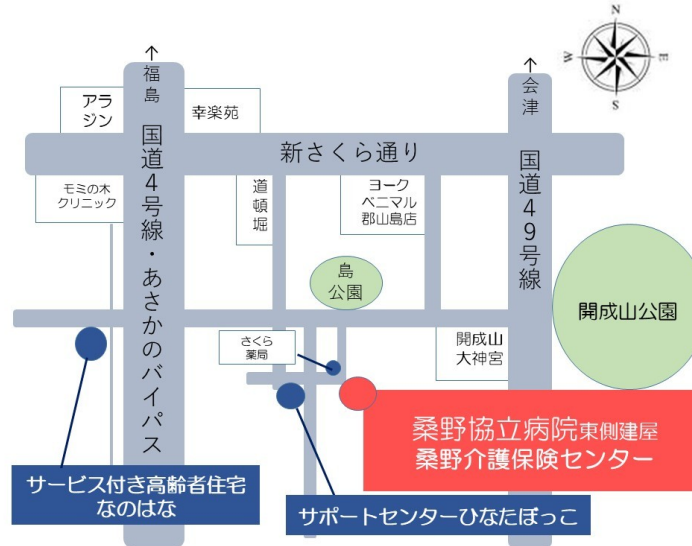 N
W
E
S
↑福島
↑会津
アラ
ジン
幸楽苑
新さくら通り
国道4号線・あさかのバイパス
国道49号線
モミの木
クリニック
道頓堀
ヨーク
ベニマル
郡山島店
島
公園
開成山公園
さくら
薬局
開成山
大神宮
桑野協立病院東側建屋
桑野介護保険センター
サービス付き高齢者住宅
なのはな
サポートセンターひなたぼっこ